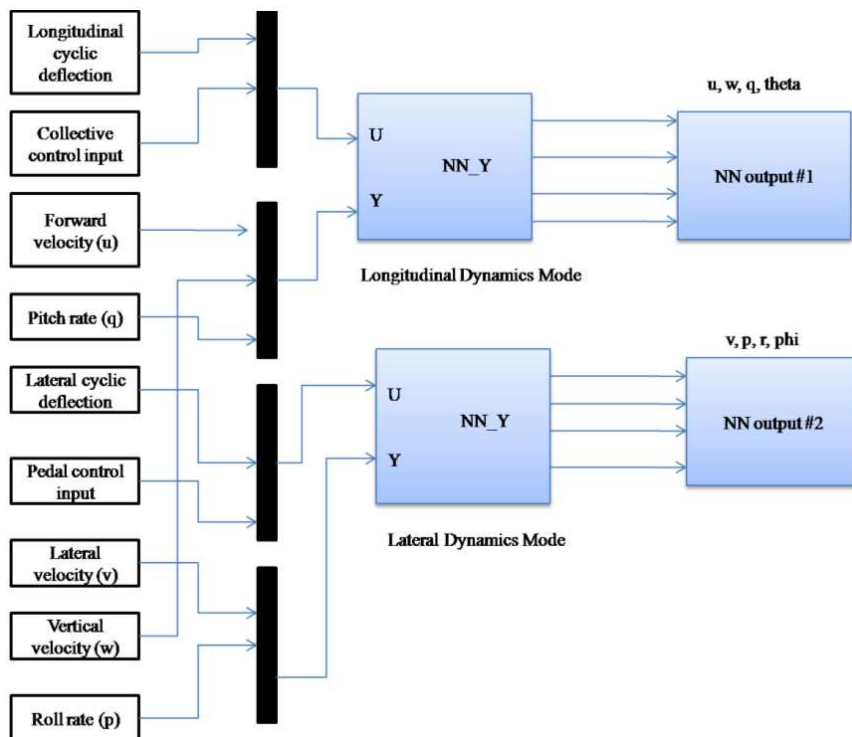 Longitudinal
cyclic
deflection
Collective
control input
Forward
velocity (u)
Pitch rate (q)
Lateral cyclic
deflection
Pedal control
input
Lateral
velocity (v)
Vertical
velocity (w)
Roll rate (p)
U
NN_Y
Y
Longitudinal Dynamics Mode
u, w, q, theta
NN output #1
U
NN_Y
Y
Lateral Dynamics Mode
v, p, r, phi
NN output #2